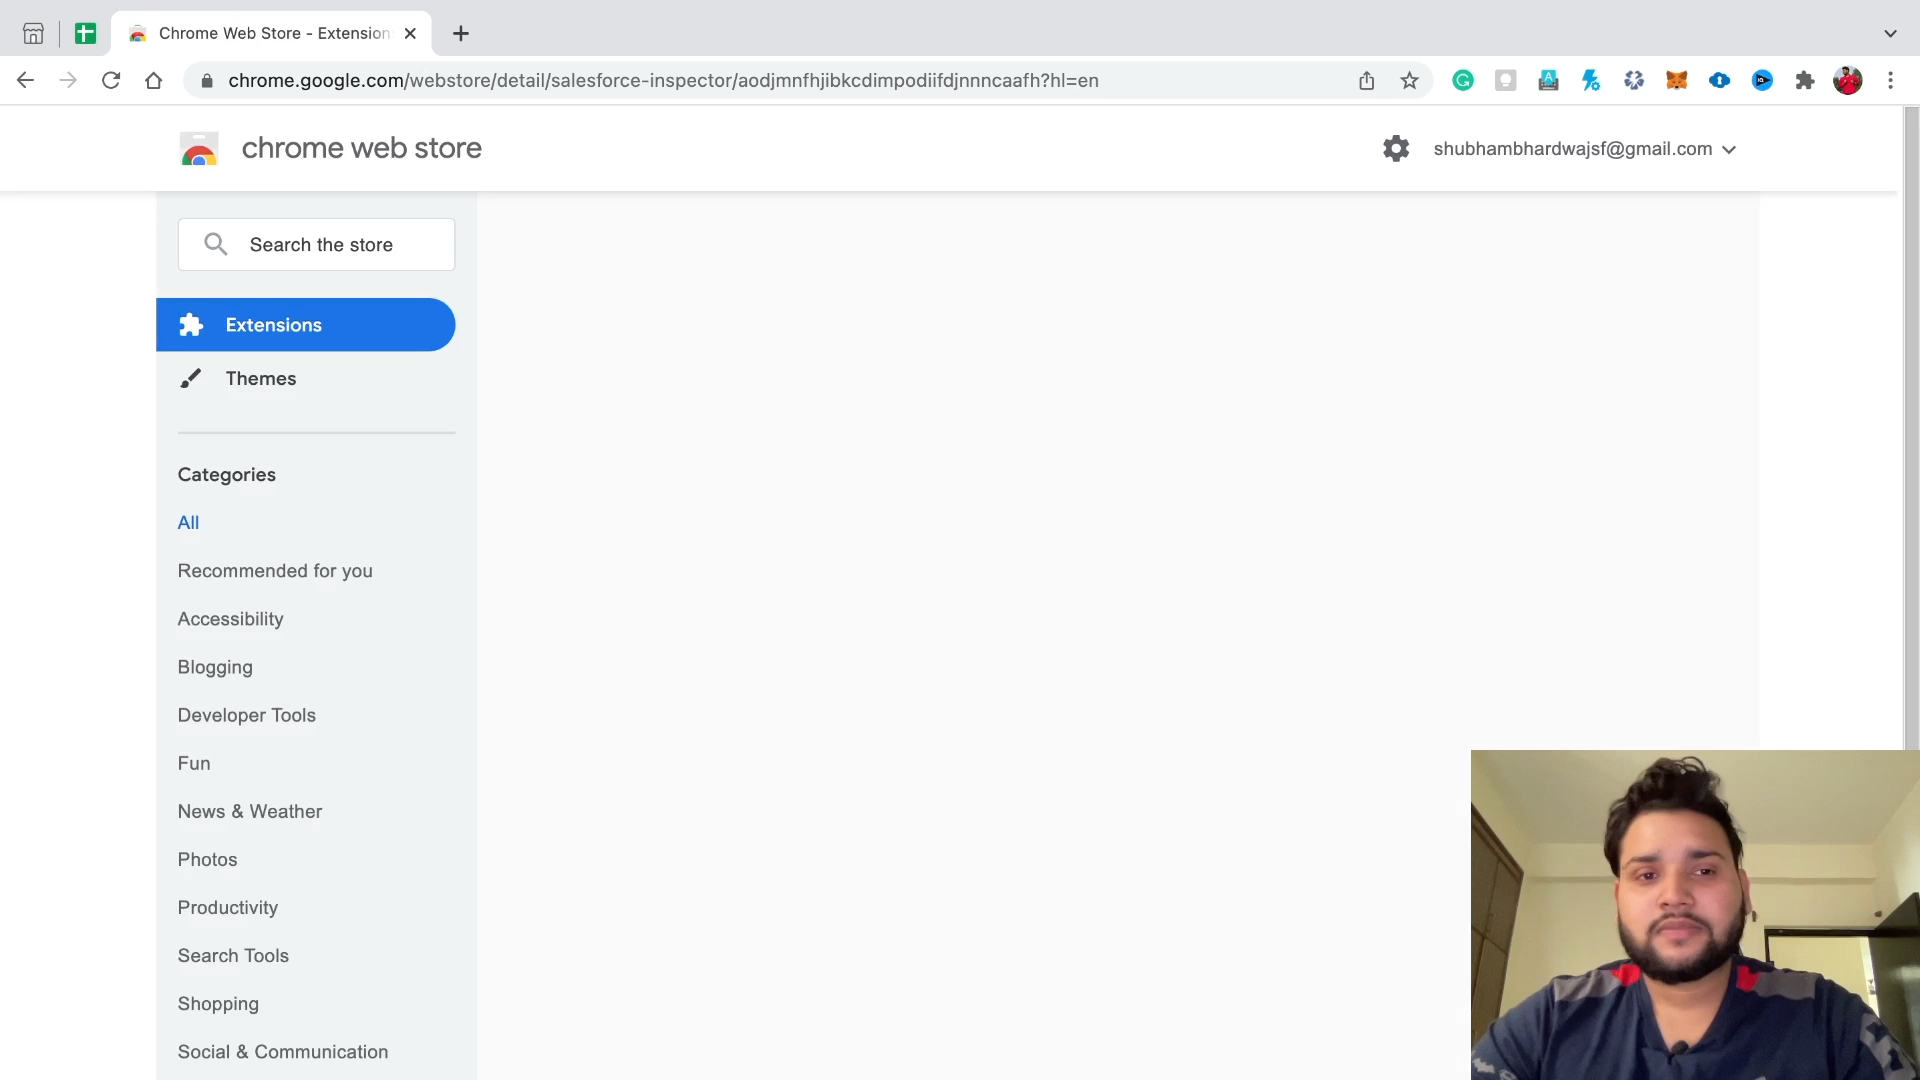 Chrome Web Store - Extension
chrome.google.com/webstore/detail/salesforce-inspector/aodjmnfhjibkcdimpodiifdjnnncaafh?hl=en
chrome web store
shubhambhardwajsf@gmail.com
Search the store
Extensions
Themes
Categories
All
Recommended for you
Accessibility
Blogging
Developer Tools
Fun
News & Weather
Photos
Productivity
Search Tools
Shopping
Social & Communication